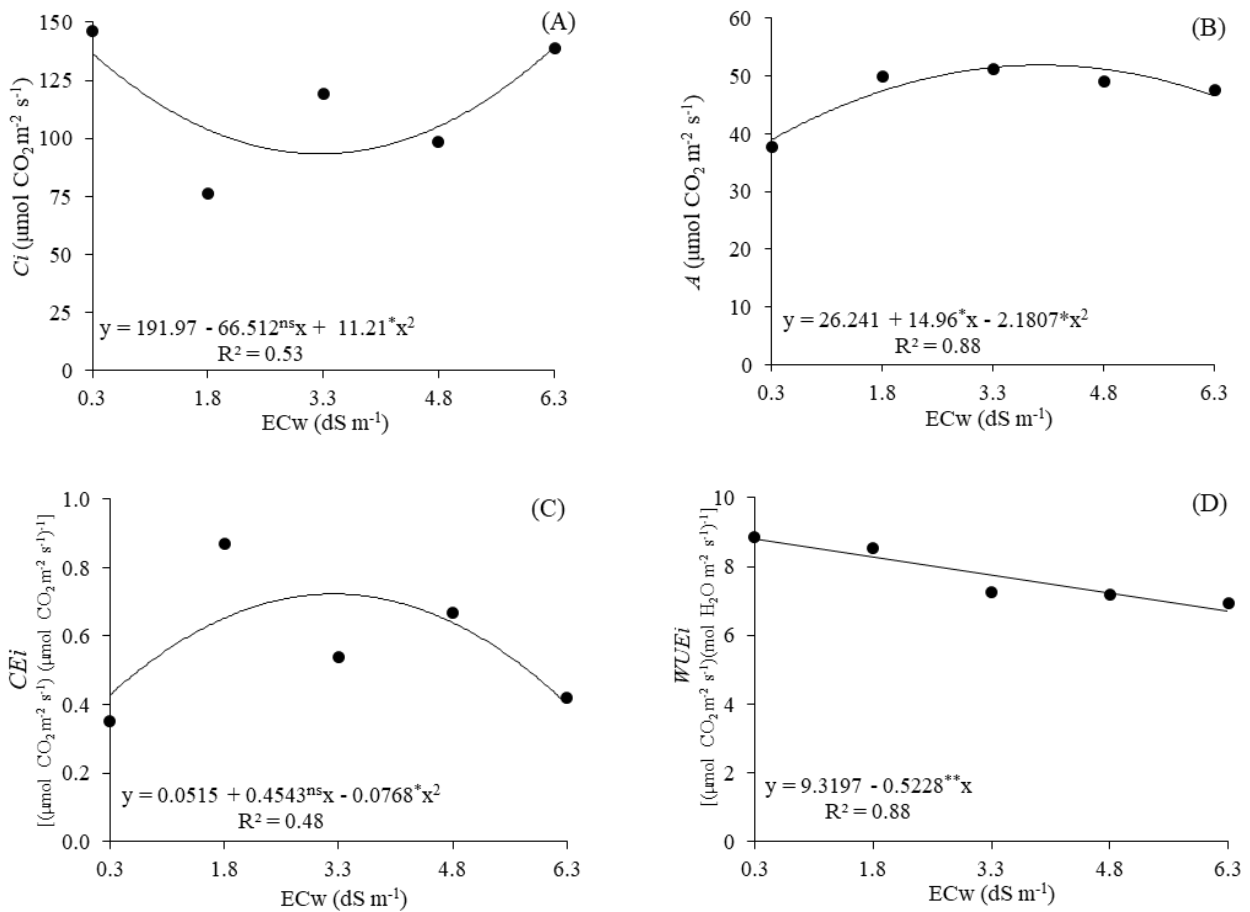 (A)
150
125
100
75
50
25
0
Ci (μmol CO₂ m⁻² s⁻¹)
y = 191.97 - 66.512ⁿˢx + 11.21*x²
R² = 0.53
0.3 1.8 3.3 4.8 6.3
ECw (dS m⁻¹)
(B)
60
50
40
30
20
10
0
A (μmol CO₂ m⁻² s⁻¹)
y = 26.241 + 14.96*x - 2.1807*x²
R² = 0.88
0.3 1.8 3.3 4.8 6.3
ECw (dS m⁻¹)
(C)
1.0
0.8
0.6
0.4
0.2
0.0
CEi
[(μmol CO₂ m⁻² s⁻¹) (μmol CO₂ m⁻² s⁻¹)⁻¹]
y = 0.0515 + 0.4543ⁿˢx - 0.0768*x²
R² = 0.48
0.3 1.8 3.3 4.8 6.3
ECw (dS m⁻¹)
(D)
10
8
6
4
2
0
WUEi
[(μmol CO₂ m⁻² s⁻¹)(mol H₂O m⁻² s⁻¹)⁻¹]
y = 9.3197 - 0.5228**x
R² = 0.88
0.3 1.8 3.3 4.8 6.3
ECw (dS m⁻¹)